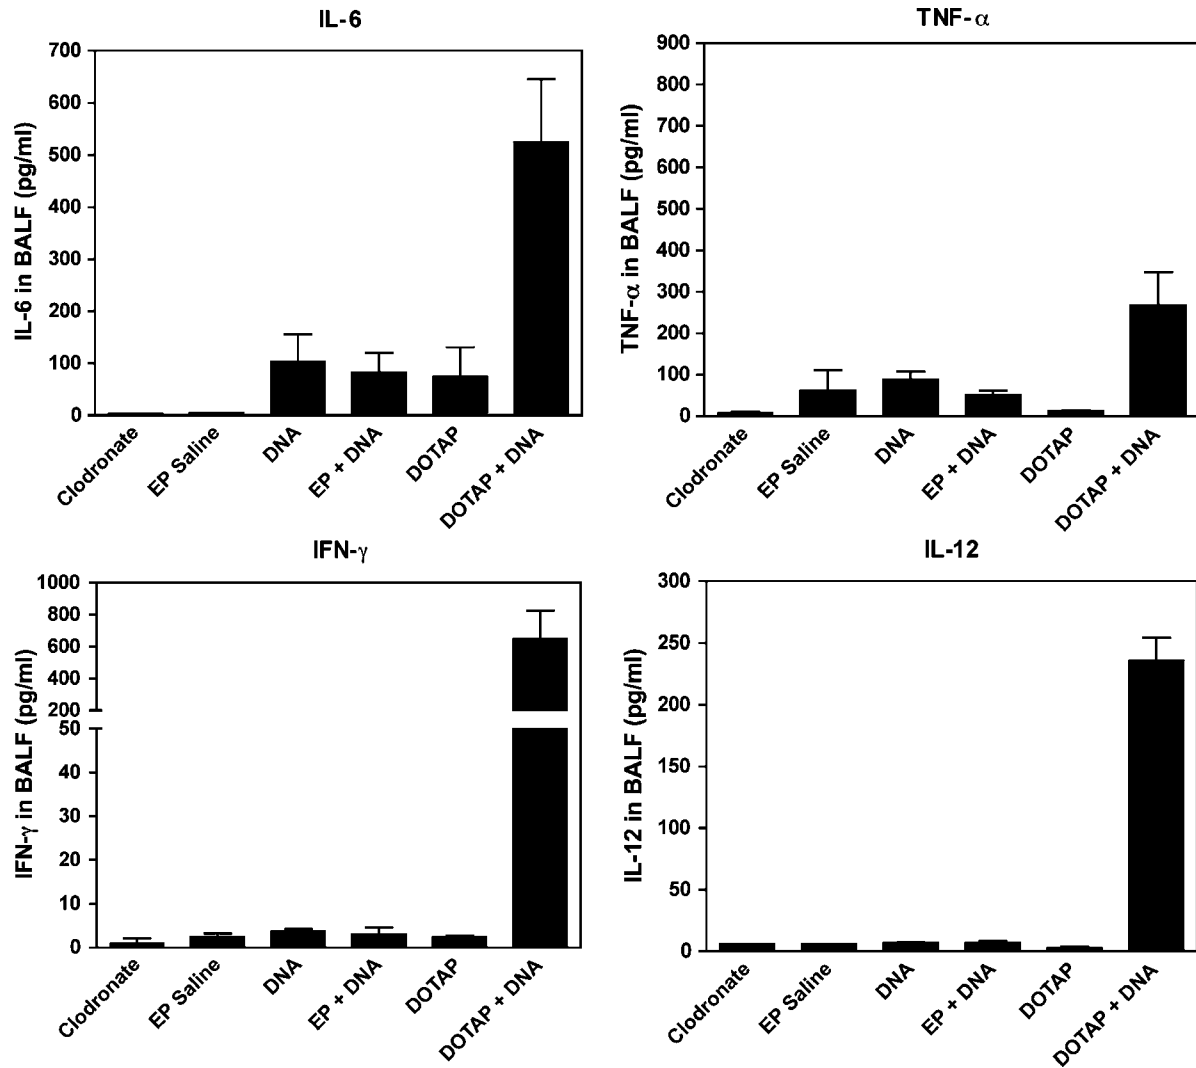 IL-6
IL-6 in BALF (pg/ml)
700
600
500
400
300
200
100
0
Clodronate
EP Saline
DNA
EP + DNA
DOTAP
DOTAP + DNA
TNF-α
TNF-α in BALF (pg/ml)
900
800
700
600
500
400
300
200
100
0
Clodronate
EP Saline
DNA
EP + DNA
DOTAP
DOTAP + DNA
IFN-γ
IFN-γ in BALF (pg/ml)
1000
800
600
400
200
50
40
30
20
10
0
Clodronate
EP Saline
DNA
EP + DNA
DOTAP
DOTAP + DNA
IL-12
IL-12 in BALF (pg/ml)
300
250
200
150
100
50
0
Clodronate
EP Saline
DNA
EP + DNA
DOTAP
DOTAP + DNA